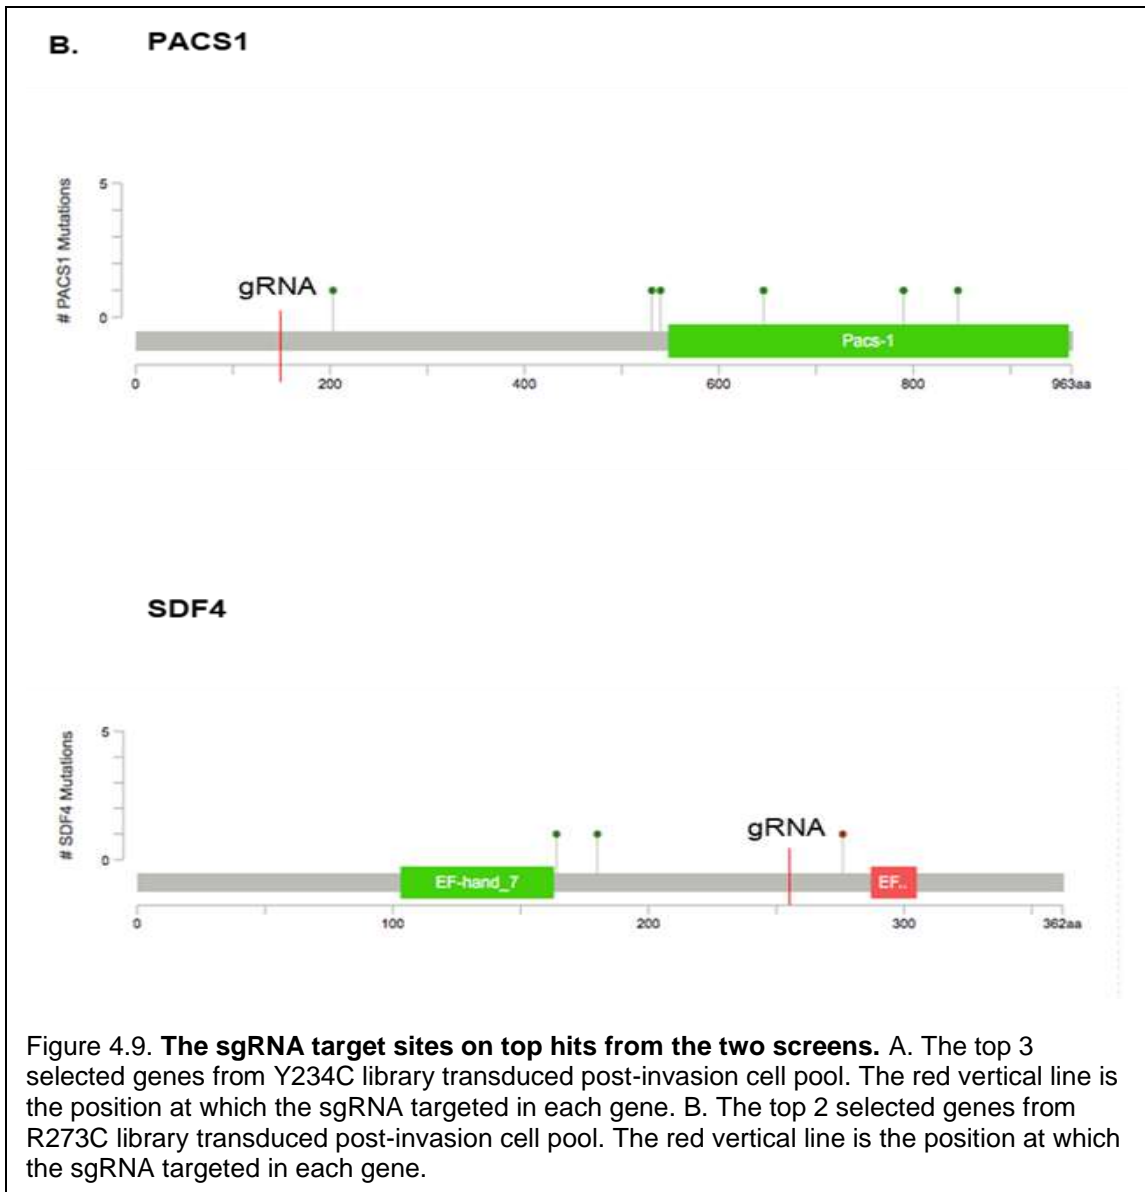 B. PACS1
# PACS1 Mutations
5
0
gRNA
Pacs-1
0 200 400 600 800 963aa
SDF4
# SDF4 Mutations
5
0
gRNA
EF-hand_7 EF..
0 100 200 300 362aa
Figure 4.9. The sgRNA target sites on top hits from the two screens. A. The top 3
selected genes from Y234C library transduced post-invasion cell pool. The red vertical line is
the position at which the sgRNA targeted in each gene. B. The top 2 selected genes from
R273C library transduced post-invasion cell pool. The red vertical line is the position at which
the sgRNA targeted in each gene.